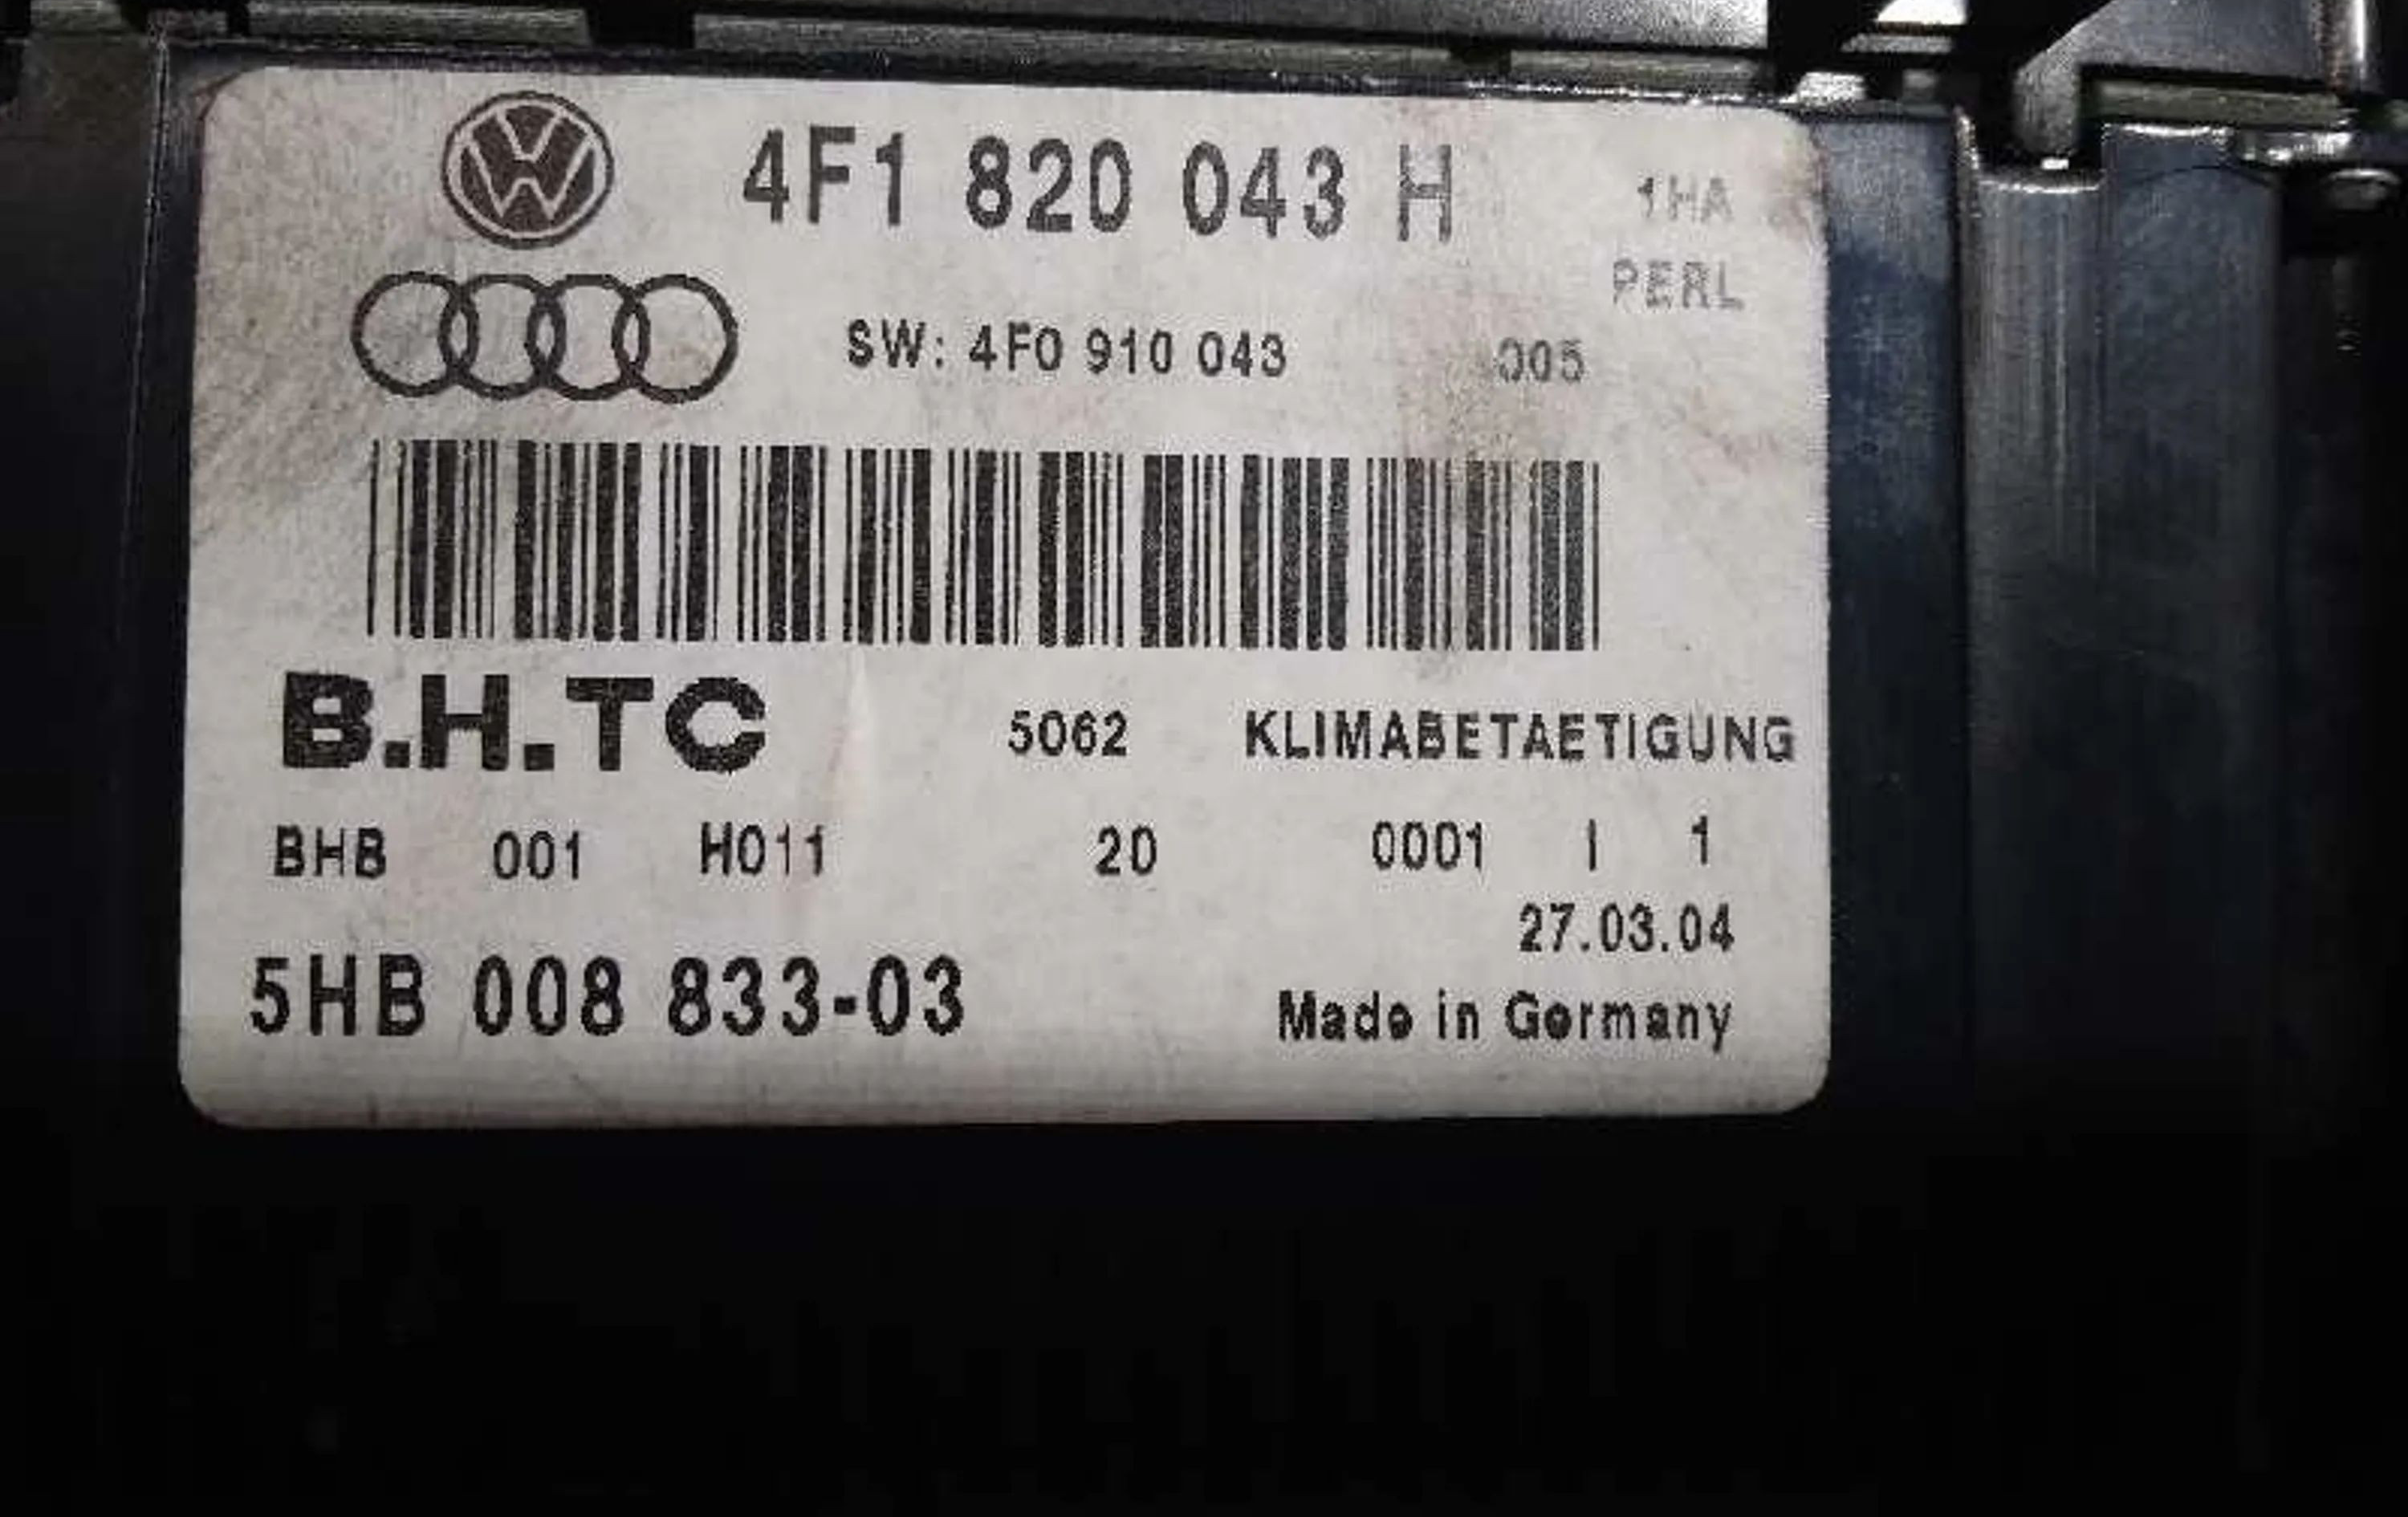 4F1 820 043 H 1HA
PERL
SW: 4F0 910 043 005
B.H.TC 5062 KLIMABETAETIGUNG
BHB 001 H011 20 0001 I 1
27.03.04
5HB 008 833-03 Made in Germany